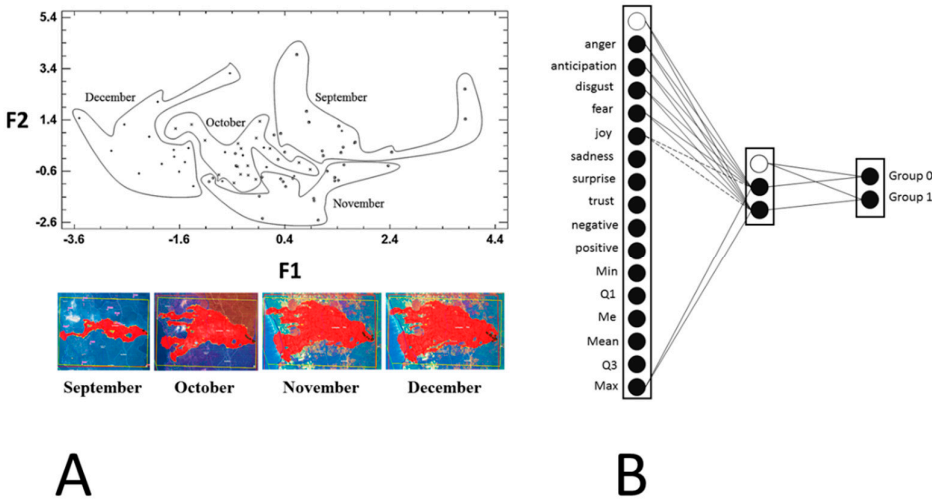 5.4
3.4
1.4
-0.6
-2.6
F2
December
October
September
November
-3.6
-1.6
0.4
2.4
4.4
F1
September
October
November
December
A
anger
anticipation
disgust
fear
joy
sadness
surprise
trust
negative
positive
Min
Q1
Me
Mean
Q3
Max
Group 0
Group 1
B